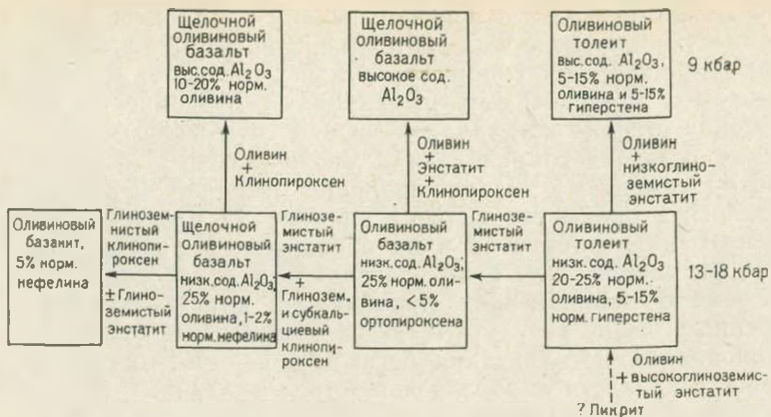 Щелочной
оливиновый
базальт
выс.сод. Al₂O₃
10-20% норм.
оливина
Щелочной
оливиновый
базальт
высокое сод.
Al₂O₃
Оливиновый
толеит
выс.сод. Al₂O₃,
5-15% норм.
оливина и 5-15%
гиперстена
9 кбар
Оливин
+
Клинопироксен
Оливин
+
Энстатит
+
Клинопироксен
Оливин
+
низкоглино-
земистый
энстатит
Оливиновый
базанит,
5% норм.
нефелина
Глинозем-
нистый
клинопи-
роксен
± Глино-
земистый
энстатит
Щелочной
оливиновый
базальт
низк.сод. Al₂O₃;
25% норм.
оливина, 1-2%
норм. нефелина
Глинозе-
мистый
энстатит
+
Глинозем.
и субкаль-
циевый
клинопи-
роксен
Оливиновый
базальт
низк.сод. Al₂O₃;
25% норм. оли-
вина, <5%
ортопироксена
Глинозе-
мистый
энстатит
Оливиновый
толеит
низк. сод. Al₂O₃
20-25% норм.
оливина, 5-15%
норм. гиперстена
13-18 кбар
Оливин
+ высокоглиноземис-
тый энстатит
? Пикрит